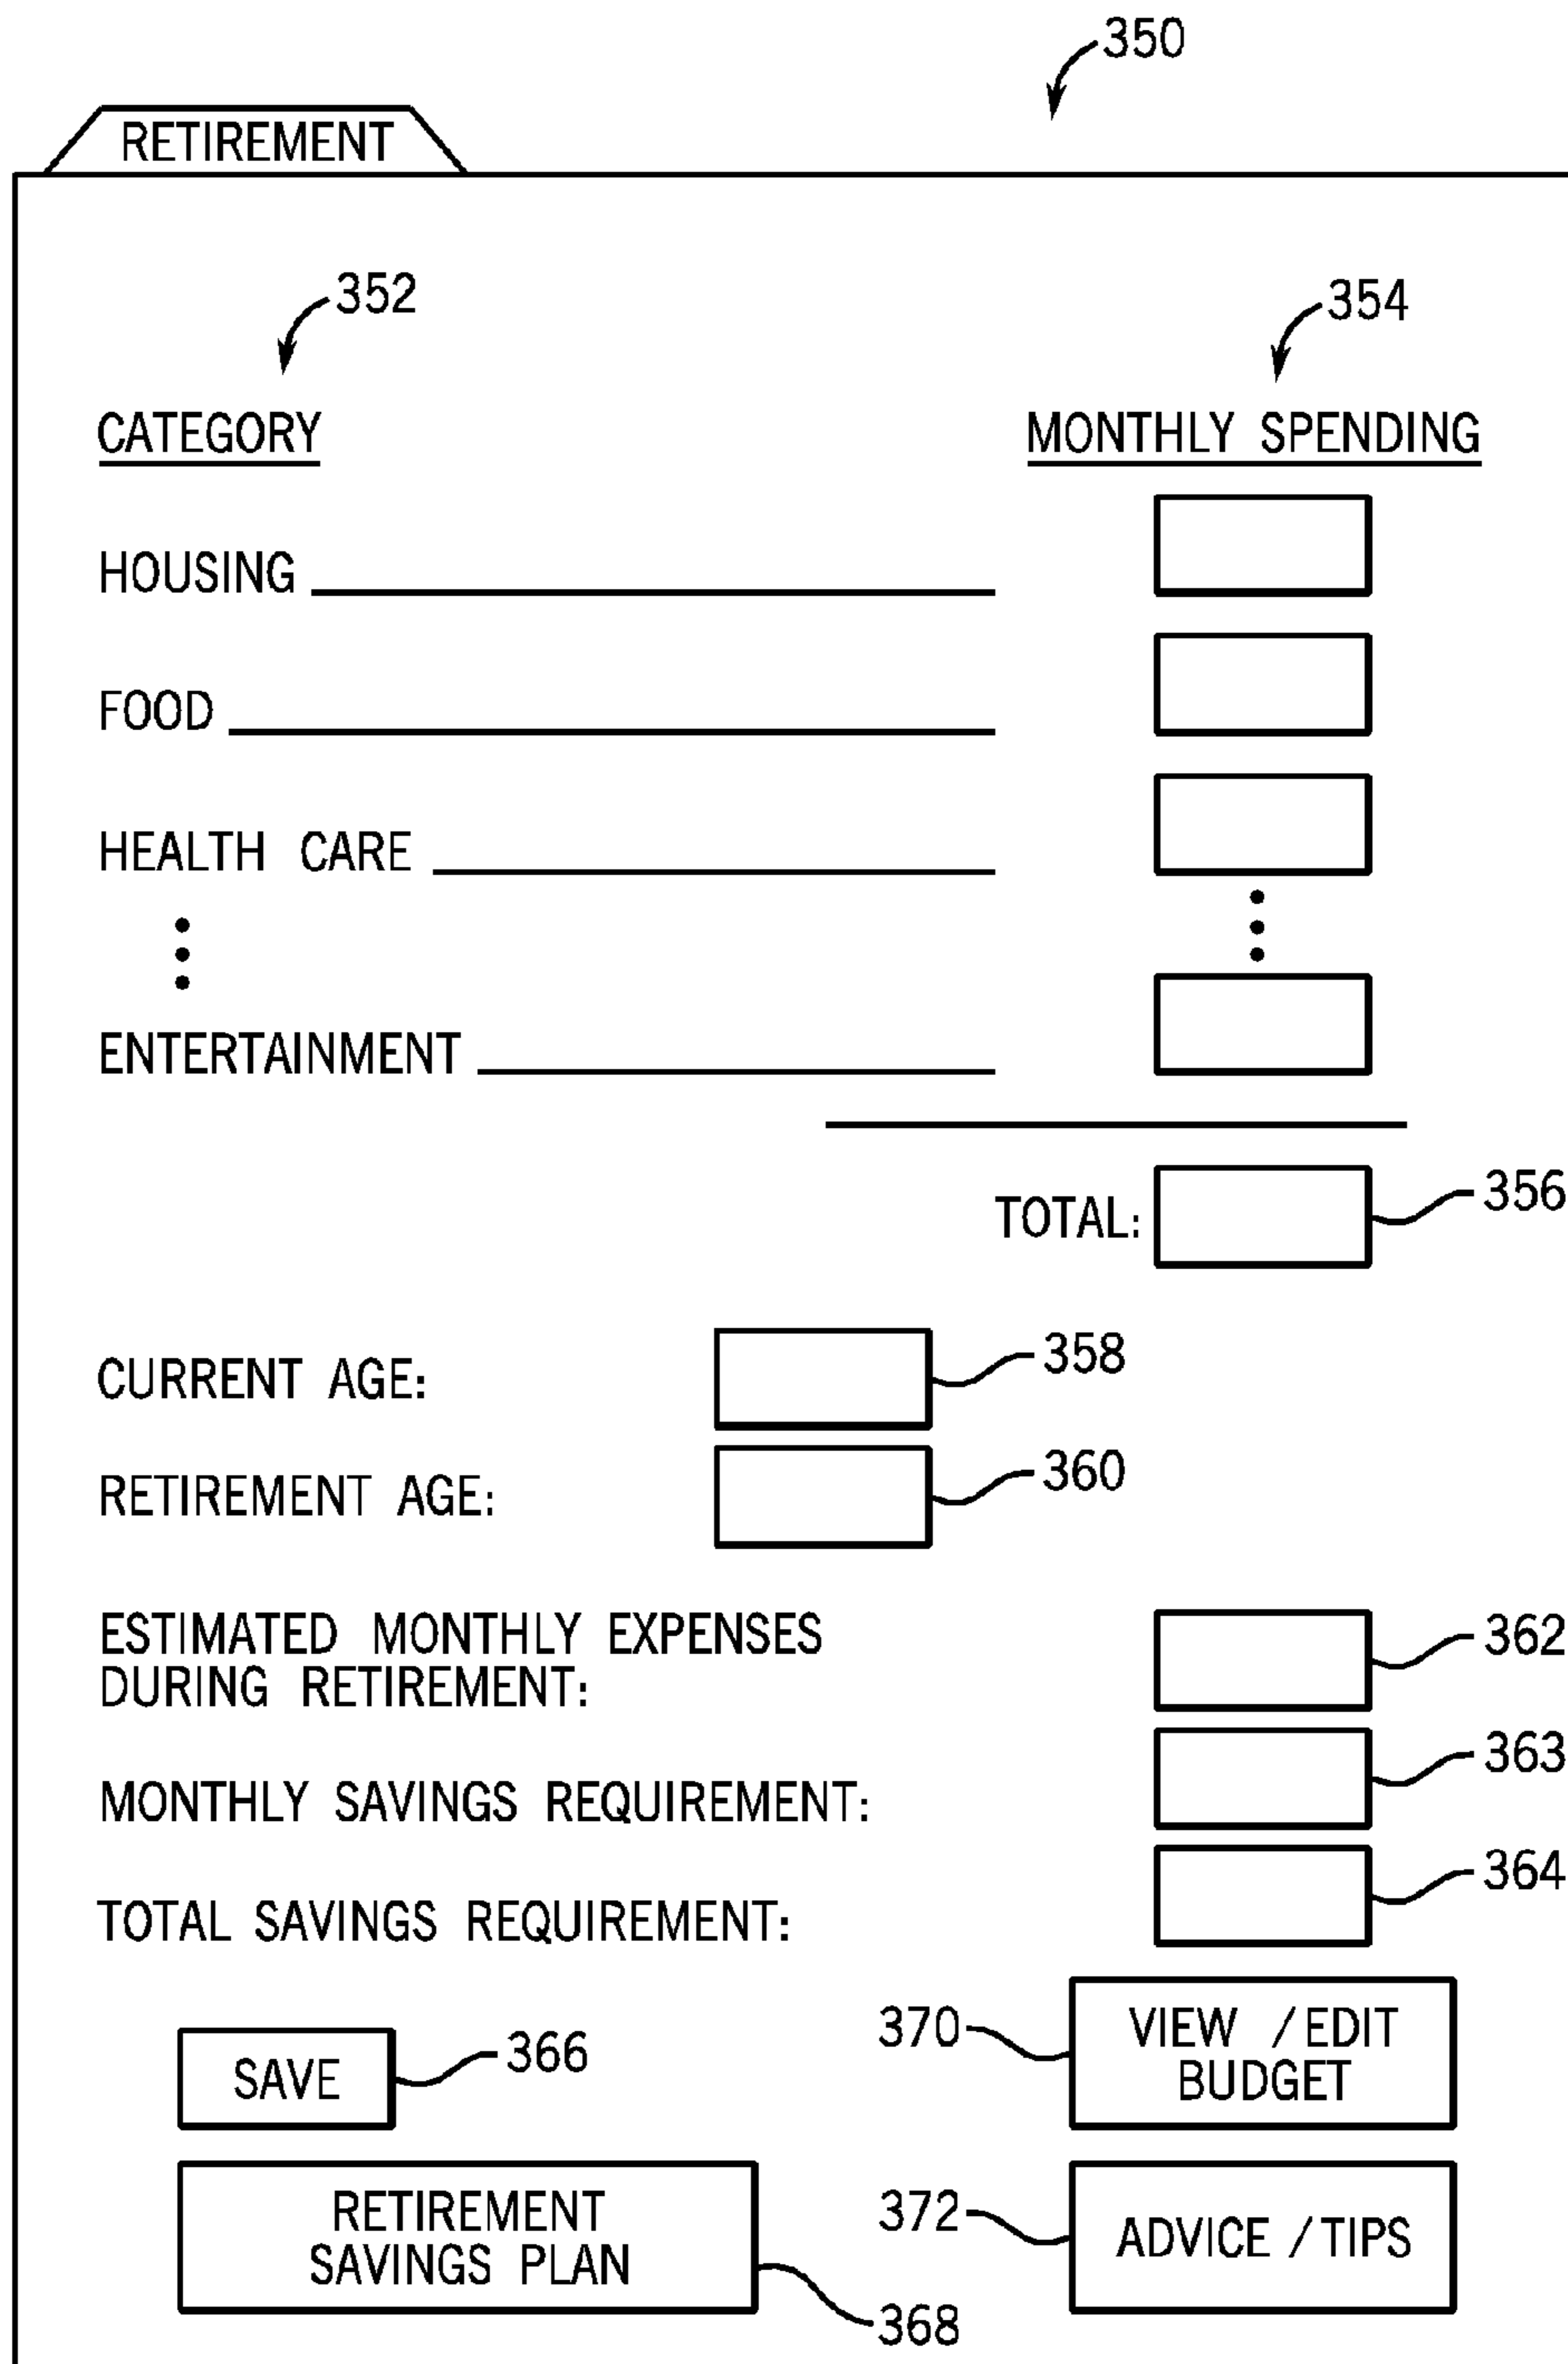 350
RETIREMENT
352
354
CATEGORY
MONTHLY SPENDING
HOUSING
FOOD
HEALTH CARE
ENTERTAINMENT
TOTAL:
356
CURRENT AGE:
358
RETIREMENT AGE:
360
ESTIMATED MONTHLY EXPENSES
DURING RETIREMENT:
362
MONTHLY SAVINGS REQUIREMENT:
363
TOTAL SAVINGS REQUIREMENT:
364
SAVE
366
370
VIEW /EDIT
BUDGET
RETIREMENT
SAVINGS PLAN
368
372
ADVICE /TIPS